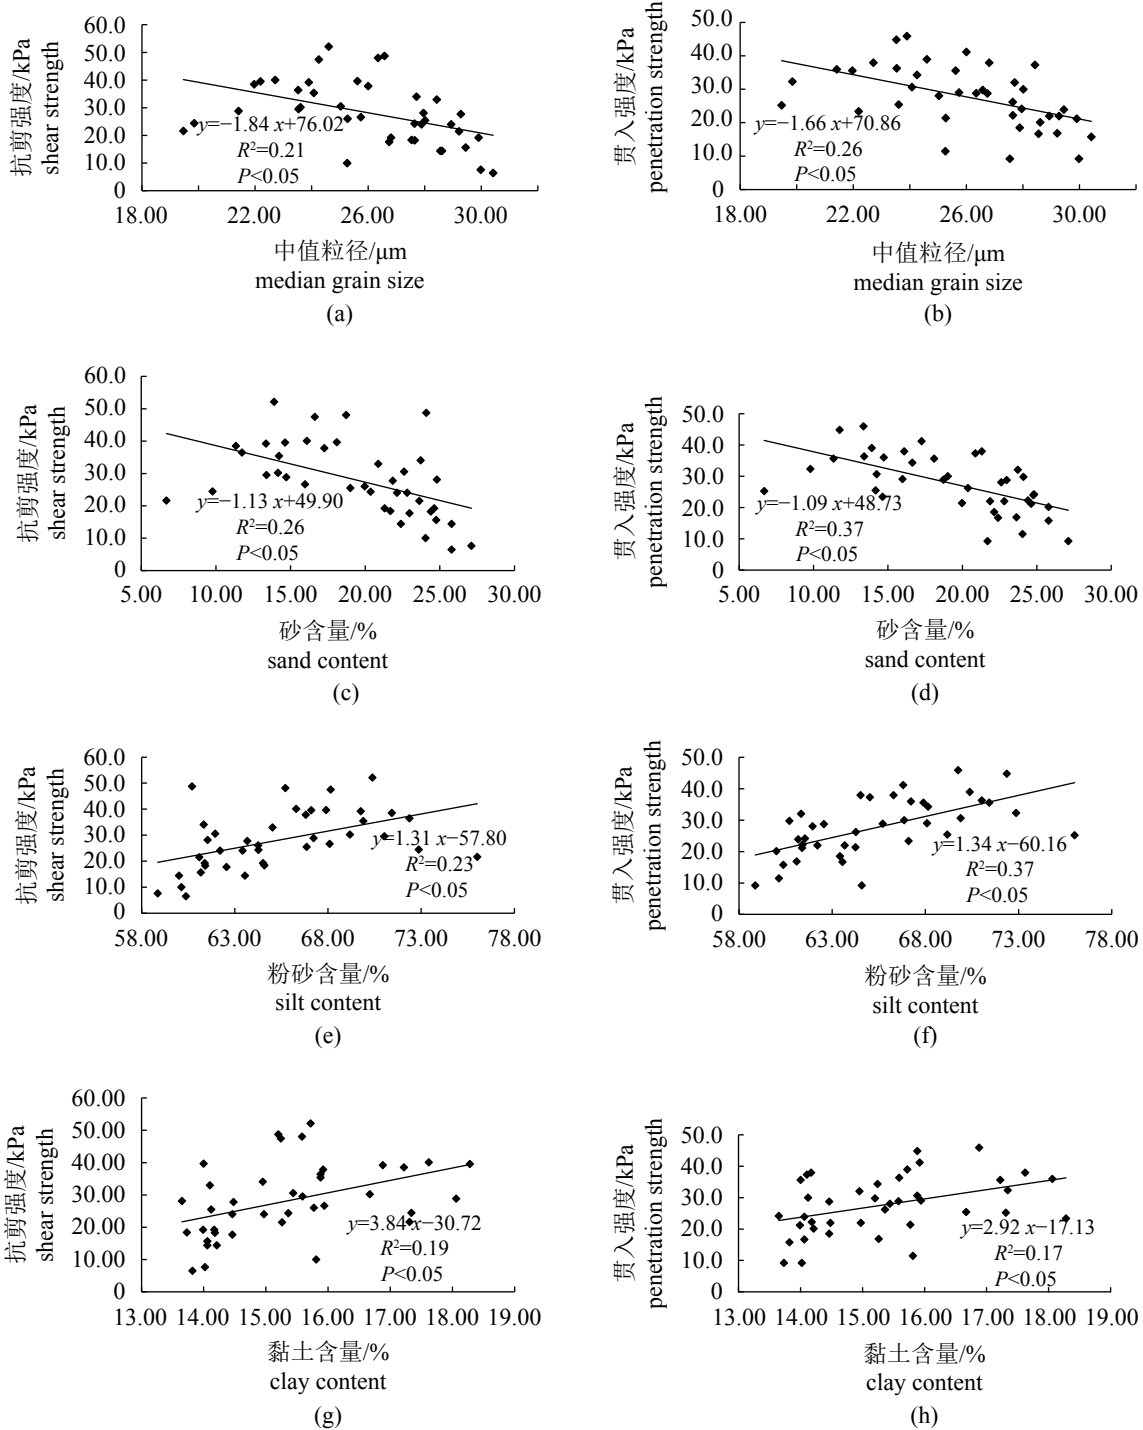 抗剪强度/kPa
shear strength
60.0
50.0
40.0
30.0
20.0
10.0
0
y=−1.84 x+76.02
R²=0.21
P<0.05
18.00 22.00 26.00 30.00
中值粒径/μm
median grain size
(a)
贯入强度/kPa
penetration strength
50.0
40.0
30.0
20.0
10.0
0
y=−1.66 x+70.86
R²=0.26
P<0.05
18.00 22.00 26.00 30.00
中值粒径/μm
median grain size
(b)
抗剪强度/kPa
shear strength
60.0
50.0
40.0
30.0
20.0
10.0
0
y=−1.13 x+49.90
R²=0.26
P<0.05
5.00 10.00 15.00 20.00 25.00 30.00
砂含量/%
sand content
(c)
贯入强度/kPa
penetration strength
50.0
40.0
30.0
20.0
10.0
0
y=−1.09 x+48.73
R²=0.37
P<0.05
5.00 10.00 15.00 20.00 25.00 30.00
砂含量/%
sand content
(d)
抗剪强度/kPa
shear strength
60.0
50.0
40.0
30.0
20.0
10.0
0
y=1.31 x−57.80
R²=0.23
P<0.05
58.00 63.00 68.00 73.00 78.00
粉砂含量/%
silt content
(e)
贯入强度/kPa
penetration strength
50.0
40.0
30.0
20.0
10.0
0
y=1.34 x−60.16
R²=0.37
P<0.05
58.00 63.00 68.00 73.00 78.00
粉砂含量/%
silt content
(f)
抗剪强度/kPa
shear strength
60.00
50.00
40.00
30.00
20.00
10.00
0
y=3.84 x−30.72
R²=0.19
P<0.05
13.00 14.00 15.00 16.00 17.00 18.00 19.00
黏土含量/%
clay content
(g)
贯入强度/kPa
penetration strength
50.0
40.0
30.0
20.0
10.0
0
y=2.92 x−17.13
R²=0.17
P<0.05
13.00 14.00 15.00 16.00 17.00 18.00 19.00
黏土含量/%
clay content
(h)